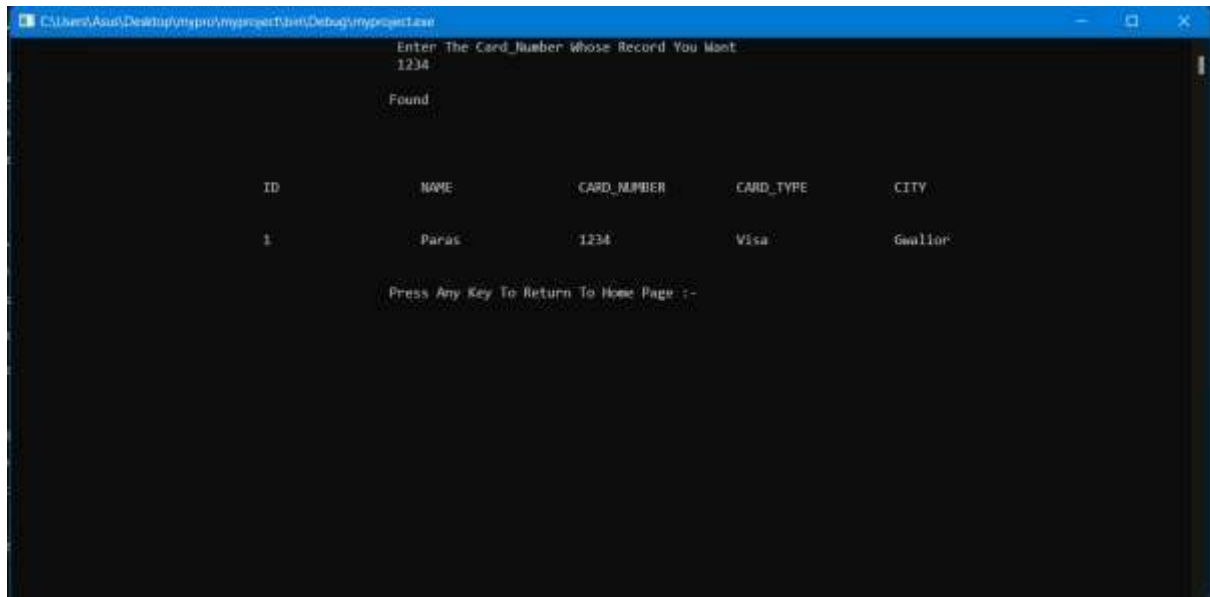 C:\Users\Asus\Desktop\mypro\myproject\bin\Debug\myproject.exe
Enter The Card_Number Whose Record You Want
1234
Found
ID NAME CARD_NUMBER CARD_TYPE CITY
1 Paras 1234 Visa Gwalior
Press Any Key To Return To Home Page :-